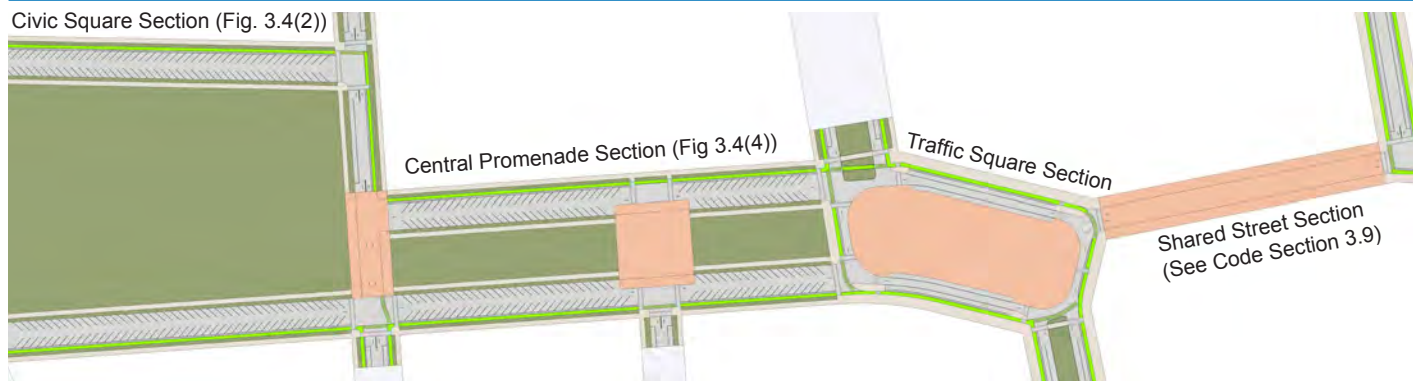 Civic Square Section (Fig. 3.4(2))
Central Promenade Section (Fig 3.4(4))
Traffic Square Section
Shared Street Section
(See Code Section 3.9)